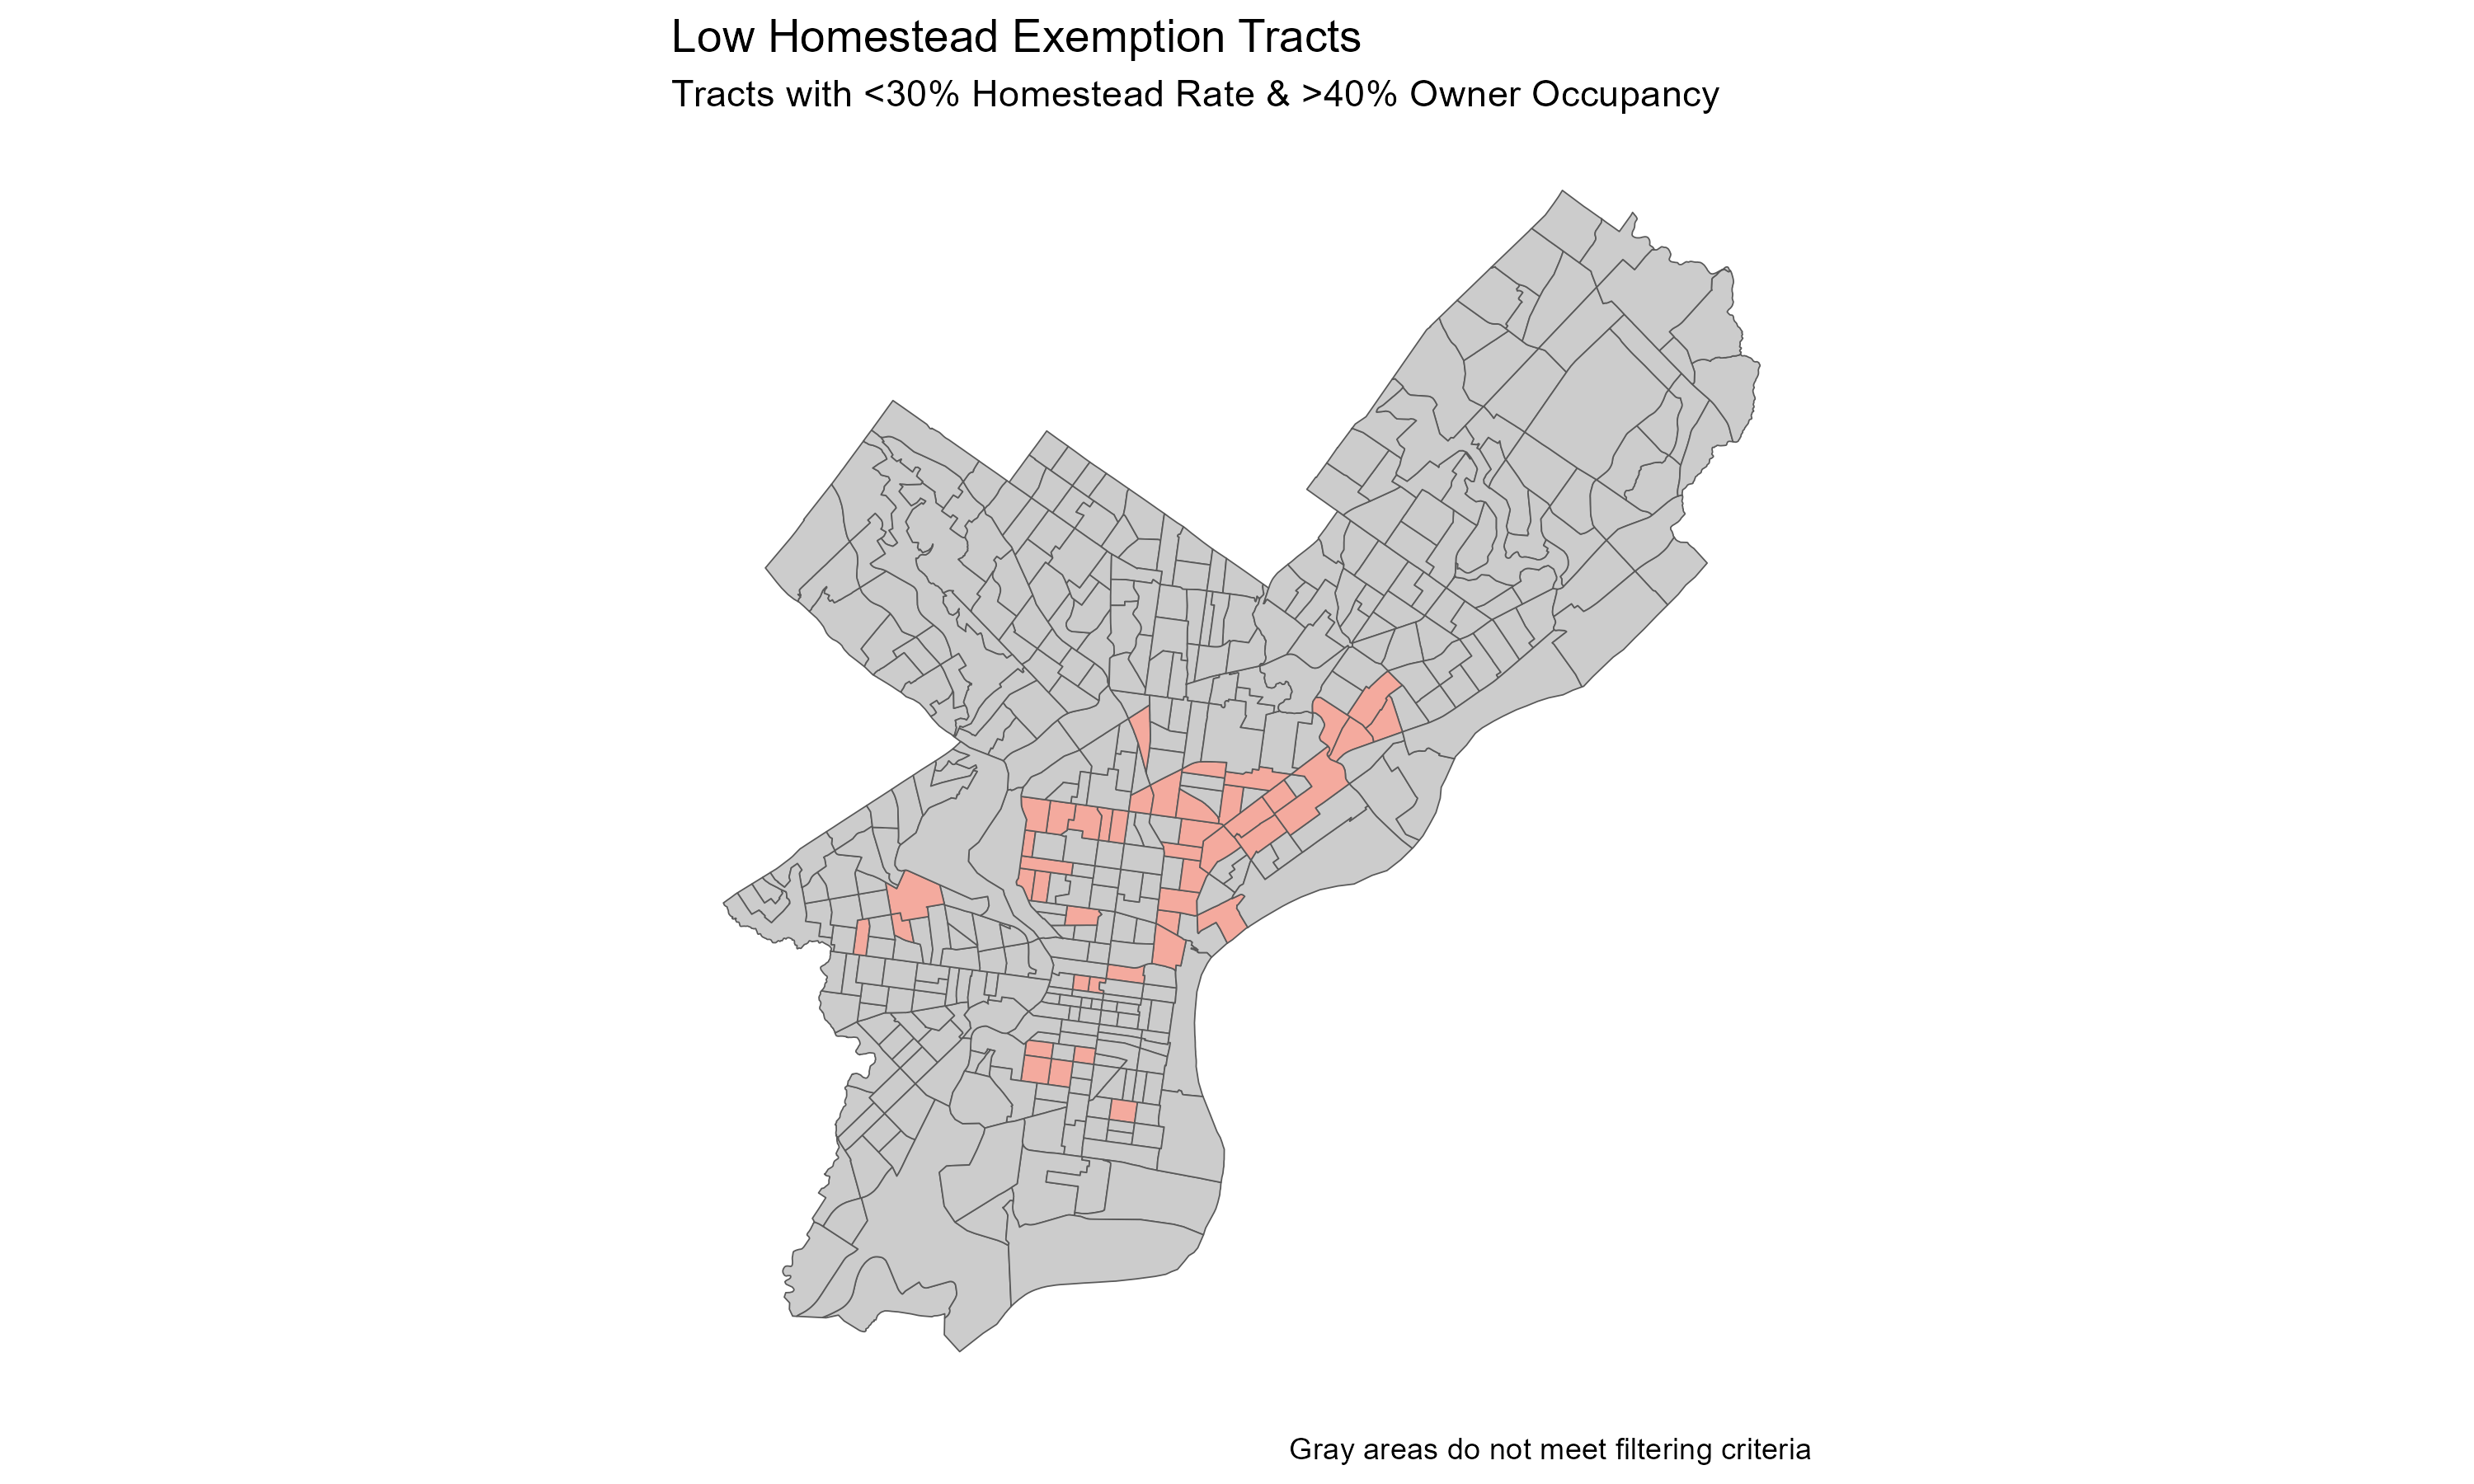 Low Homestead Exemption Tracts
Tracts with <30% Homestead Rate & >40% Owner Occupancy
Gray areas do not meet filtering criteria